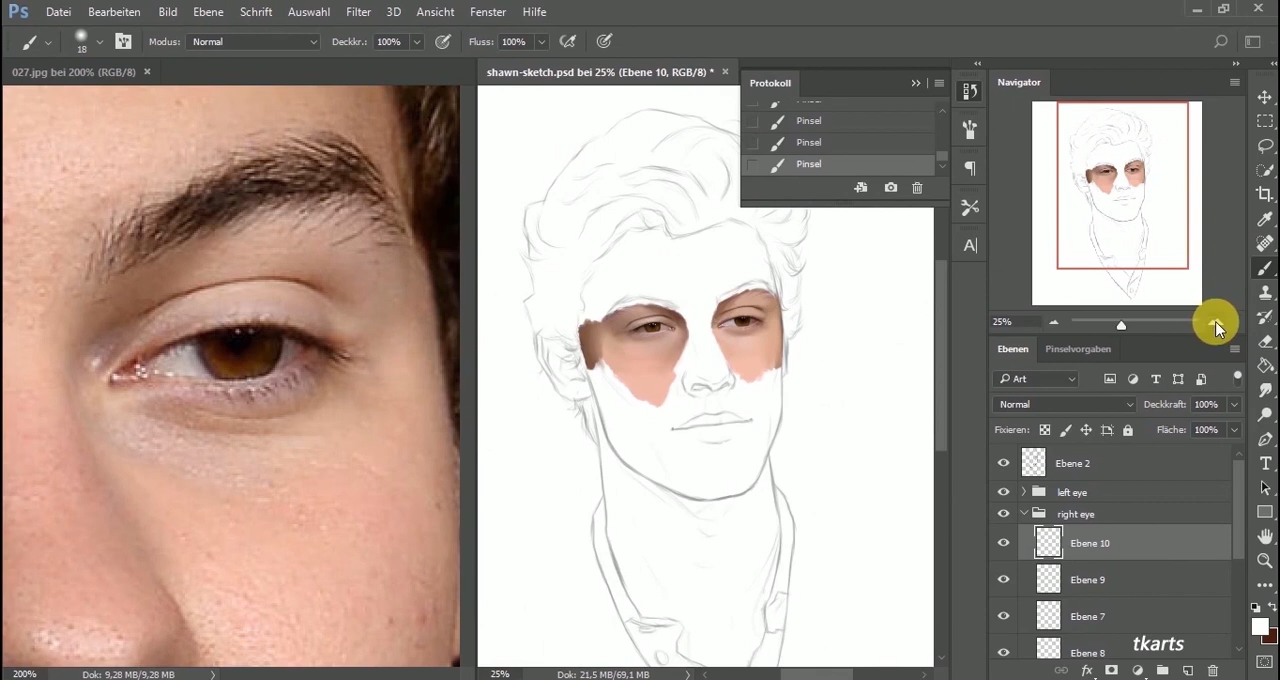 Ps Datei Bearbeiten Bild Ebene Schrift Auswahl Filter 3D Ansicht Fenster Hilfe
18 Modus: Normal Deckkr.: 100% Fluss: 100%
027.jpg bei 200% (RGB/8) × shawn-sketch.psd bei 25% (Ebene 10, RGB/8) * ×
Protokoll
Pinsel
Pinsel
Pinsel
Pinsel
Navigator
25%
Ebenen Pinselvorgaben
Art
Normal Deckkraft: 100%
Fixieren: Fläche: 100%
Ebene 2
left eye
right eye
Ebene 10
Ebene 9
Ebene 7
Ebene 8
tkarts
fx
200% Dok: 9,28 MB/9,28 MB 25% Dok: 21,5 MB/69,1 MB